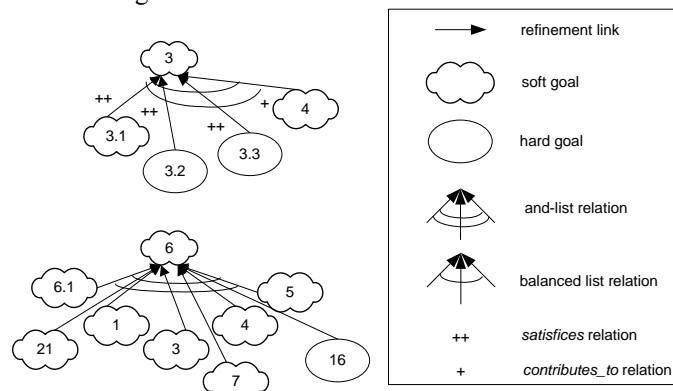 3
++
++
++
+
4
3.1
3.2
3.3
6
6.1
5
21
1
3
4
7
16
refinement link
soft goal
hard goal
and-list relation
balanced list relation
++ satisfices relation
+ contributes_to relation